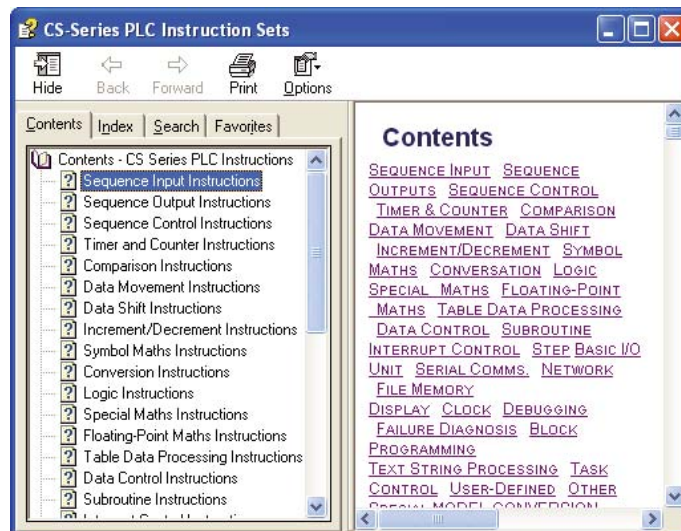 CS-Series PLC Instruction Sets
Hide Back Forward Print Options
Contents Index Search Favorites
Contents - CS Series PLC Instructions
Sequence Input Instructions
Sequence Output Instructions
Sequence Control Instructions
Timer and Counter Instructions
Comparison Instructions
Data Movement Instructions
Data Shift Instructions
Increment/Decrement Instructions
Symbol Maths Instructions
Conversion Instructions
Logic Instructions
Special Maths Instructions
Floating-Point Maths Instructions
Table Data Processing Instructions
Data Control Instructions
Subroutine Instructions
Contents
SEQUENCE INPUT SEQUENCE
OUTPUTS SEQUENCE CONTROL
TIMER & COUNTER COMPARISON
DATA MOVEMENT DATA SHIFT
INCREMENT/DECREMENT SYMBOL
MATHS CONVERSATION LOGIC
SPECIAL MATHS FLOATING-POINT
MATHS TABLE DATA PROCESSING
DATA CONTROL SUBROUTINE
INTERRUPT CONTROL STEP BASIC I/O
UNIT SERIAL COMMS. NETWORK
FILE MEMORY
DISPLAY CLOCK DEBUGGING
FAILURE DIAGNOSIS BLOCK
PROGRAMMING
TEXT STRING PROCESSING TASK
CONTROL USER-DEFINED OTHER
SPECIAL MODEL CONVERSION